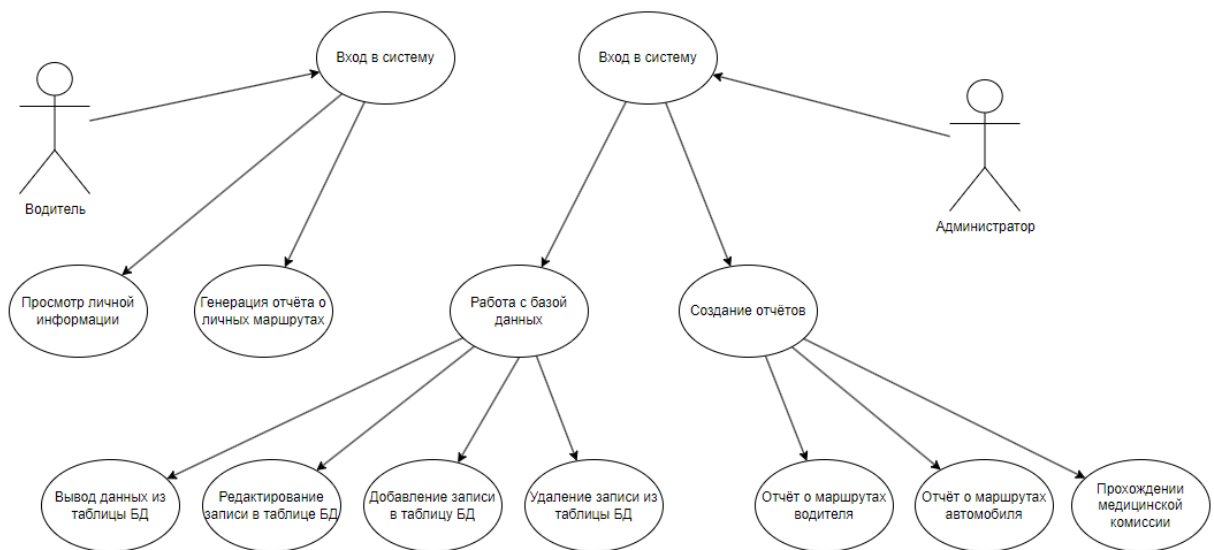 Вход в систему
Вход в систему
Водитель
Администратор
Просмотр личной
информации
Генерация отчёта о
личных маршрутах
Работа с базой
данных
Создание отчётов
Вывод данных из
таблицы БД
Редактирование
записи в таблице БД
Добавление записи
в таблицу БД
Удаление записи из
таблицы БД
Отчёт о маршрутах
водителя
Отчёт о маршрутах
автомобиля
Прохождении
медицинской
комиссии